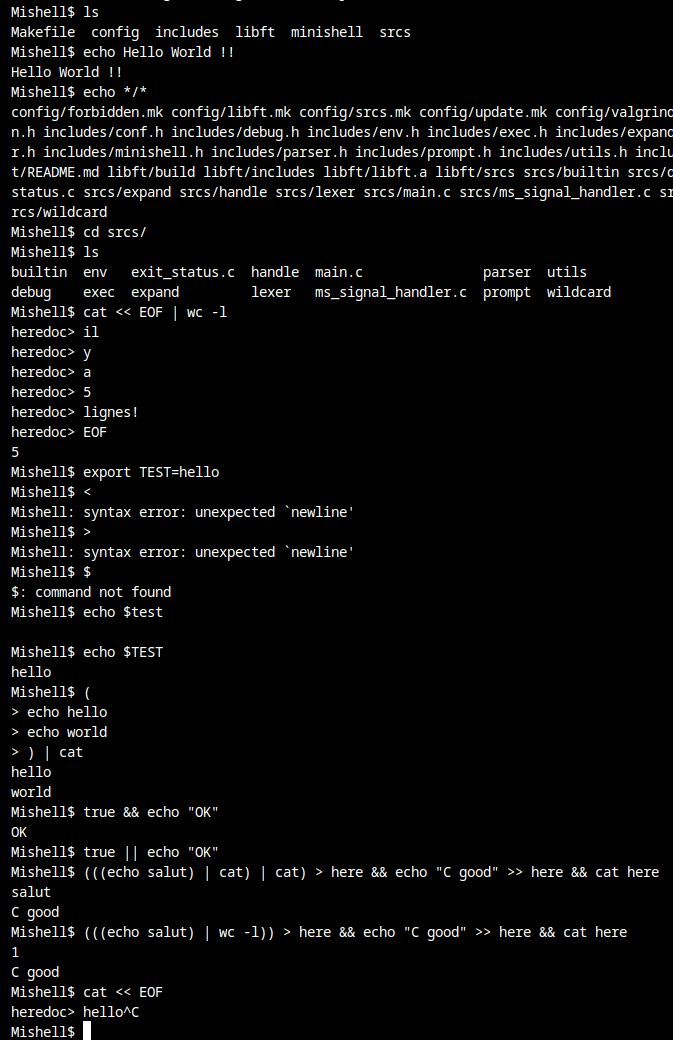 Mishell$ ls
Makefile  config  includes  libft  minishell  srcs
Mishell$ echo Hello World !!
Hello World !!
Mishell$ echo */*
config/forbidden.mk config/libft.mk config/srcs.mk config/update.mk config/valgrind
n.h includes/conf.h includes/debug.h includes/env.h includes/exec.h includes/expand
r.h includes/minishell.h includes/parser.h includes/prompt.h includes/utils.h inclu
t/README.md libft/build libft/includes libft/libft.a libft/srcs srcs/builtin srcs/d
status.c srcs/expand srcs/handle srcs/lexer srcs/main.c srcs/ms_signal_handler.c sr
rcs/wildcard
Mishell$ cd srcs/
Mishell$ ls
builtin  env   exit_status.c  handle  main.c               parser  utils
debug    exec  expand         lexer   ms_signal_handler.c  prompt  wildcard
Mishell$ cat << EOF | wc -l
heredoc> il
heredoc> y
heredoc> a
heredoc> 5
heredoc> lignes!
heredoc> EOF
5
Mishell$ export TEST=hello
Mishell$ <
Mishell: syntax error: unexpected `newline'
Mishell$ >
Mishell: syntax error: unexpected `newline'
Mishell$ $
$: command not found
Mishell$ echo $test

Mishell$ echo $TEST
hello
Mishell$ (
> echo hello
> echo world
> ) | cat
hello
world
Mishell$ true && echo "OK"
OK
Mishell$ true || echo "OK"
Mishell$ (((echo salut) | cat) | cat) > here && echo "C good" >> here && cat here
salut
C good
Mishell$ (((echo salut) | wc -l)) > here && echo "C good" >> here && cat here
1
C good
Mishell$ cat << EOF
heredoc> hello^C
Mishell$